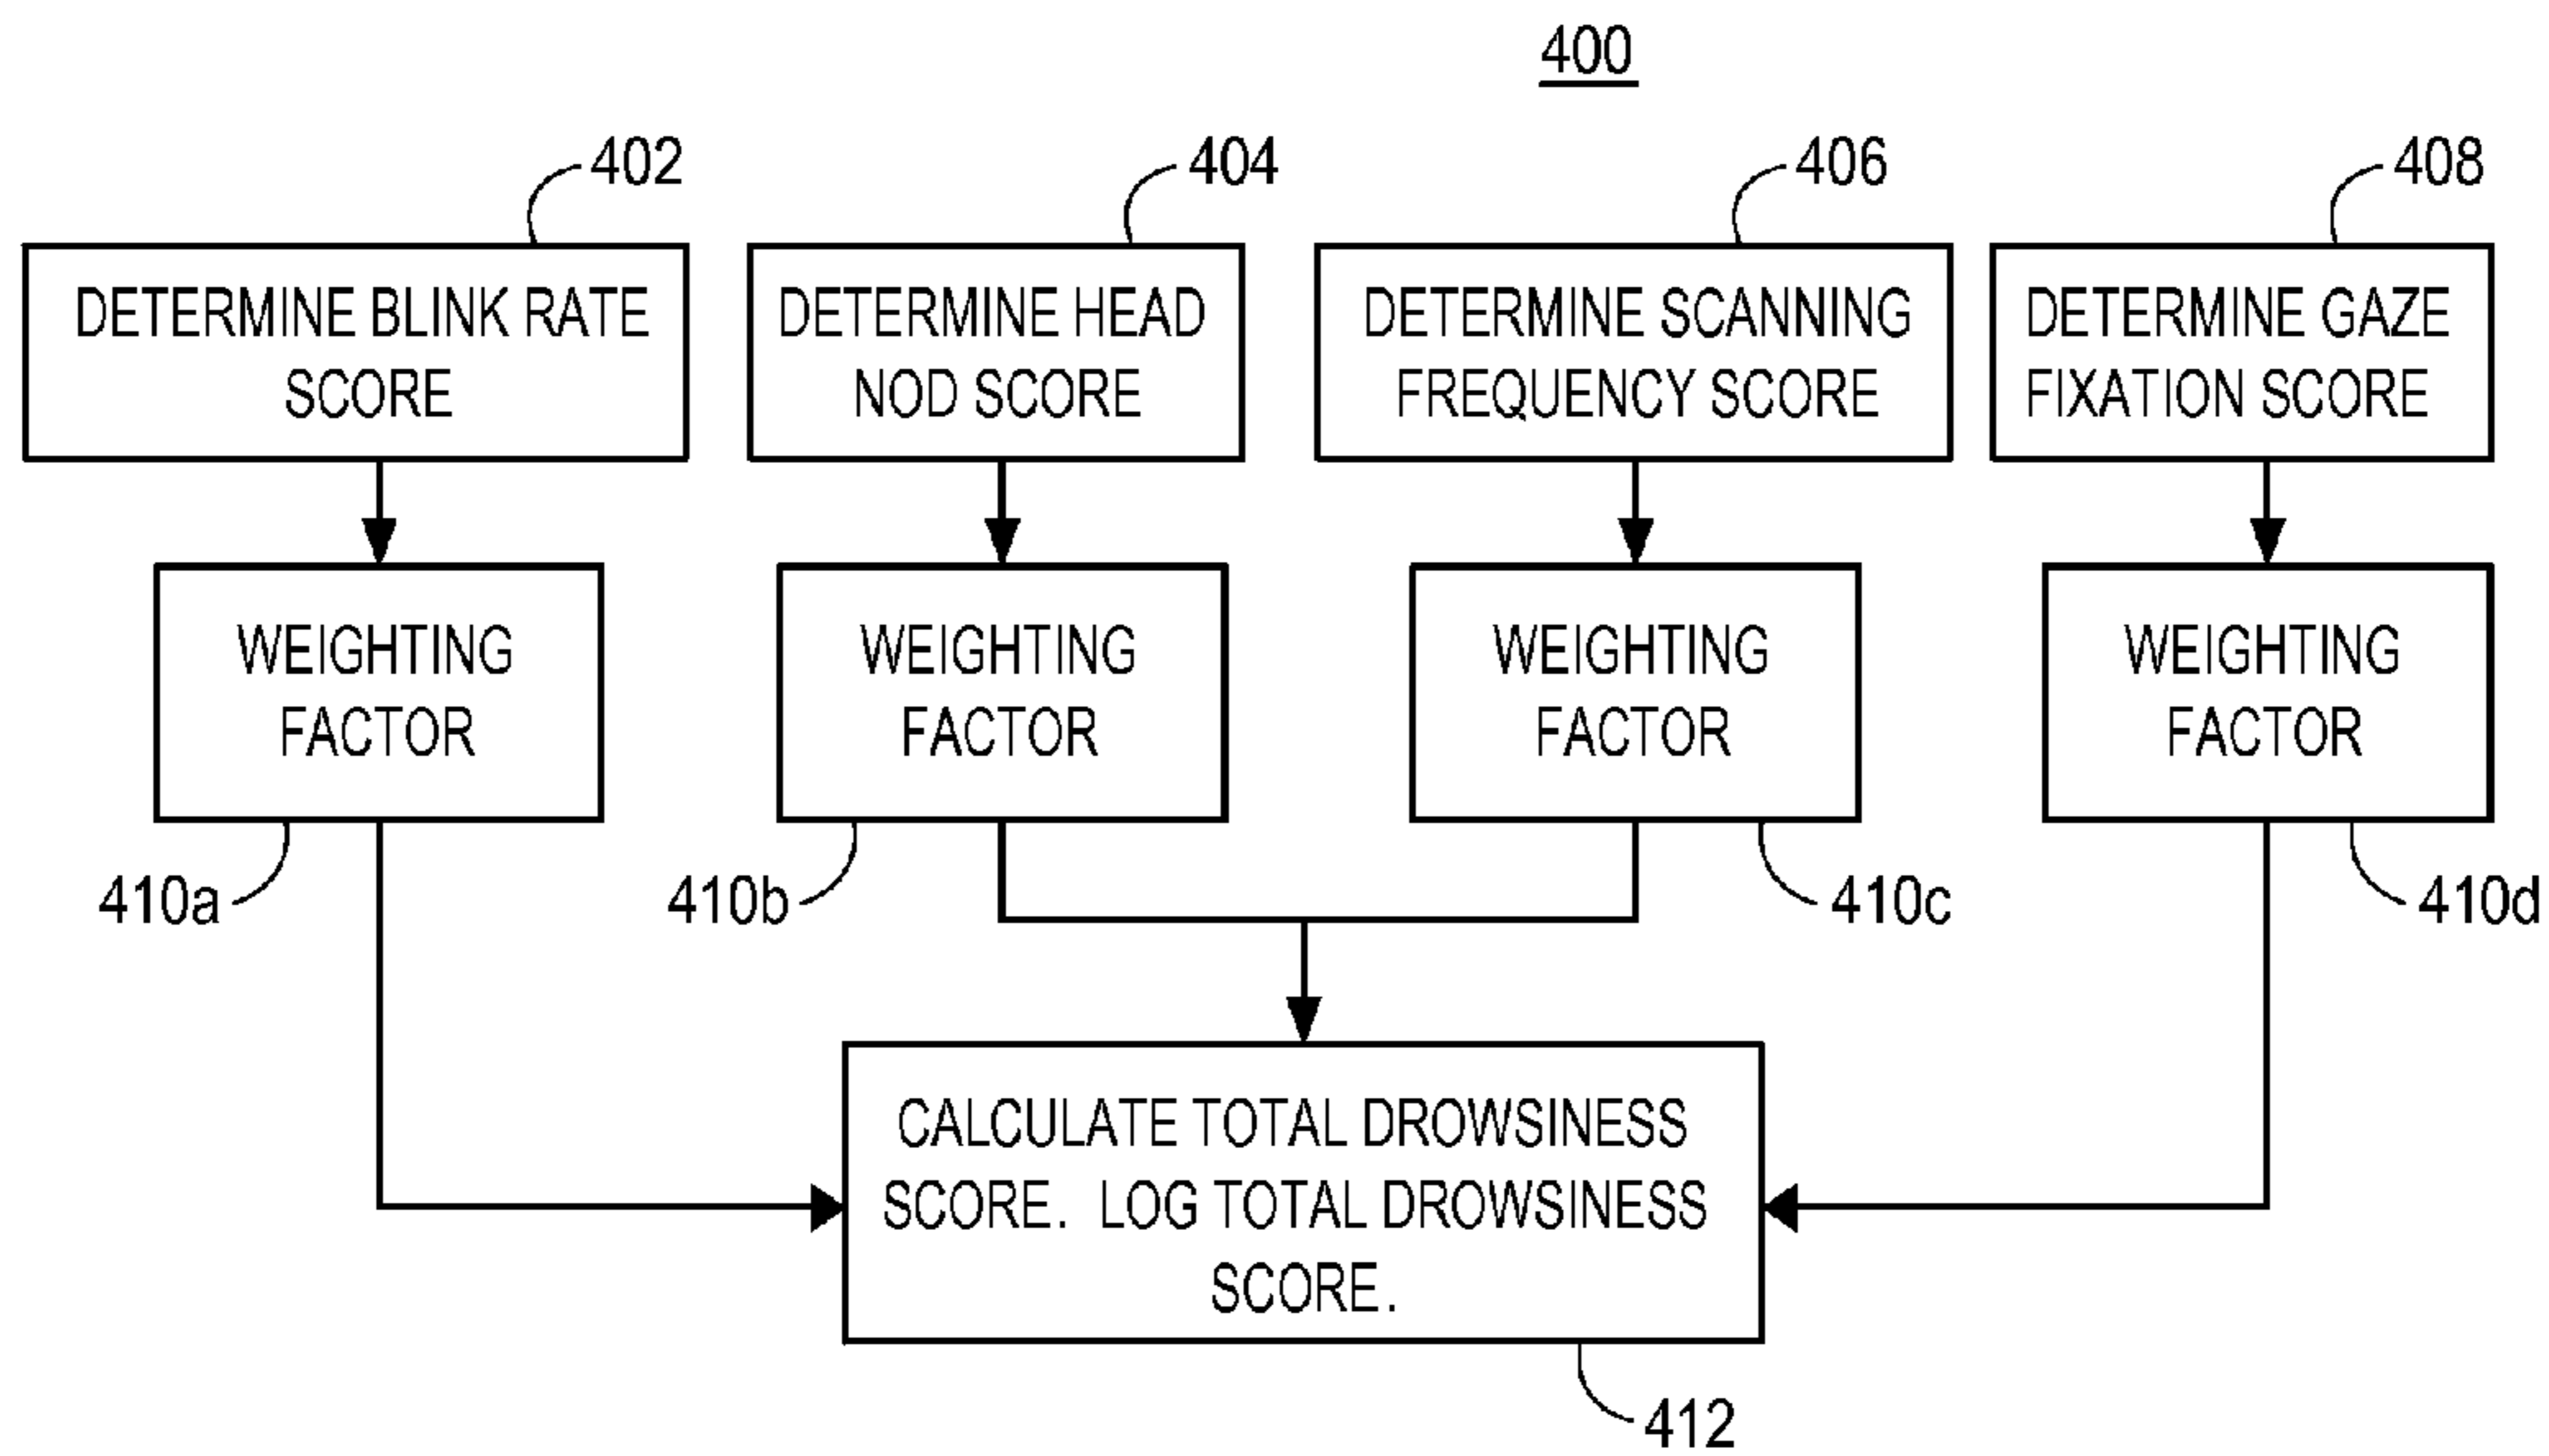 400
402
404
406
408
DETERMINE BLINK RATE
SCORE
DETERMINE HEAD
NOD SCORE
DETERMINE SCANNING
FREQUENCY SCORE
DETERMINE GAZE
FIXATION SCORE
WEIGHTING
FACTOR
WEIGHTING
FACTOR
WEIGHTING
FACTOR
WEIGHTING
FACTOR
410a
410b
410c
410d
CALCULATE TOTAL DROWSINESS
SCORE. LOG TOTAL DROWSINESS
SCORE.
412